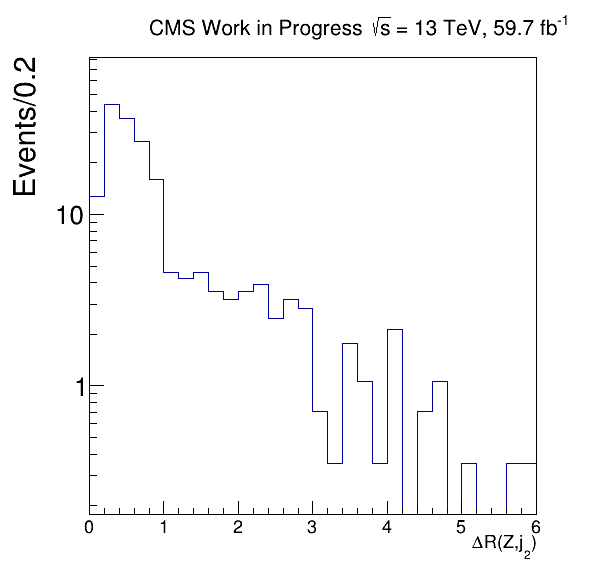 CMS Work in Progress √s = 13 TeV, 59.7 fb⁻¹
Events/0.2
10
1
0 1 2 3 4 5 6
ΔR(Z,j₂)